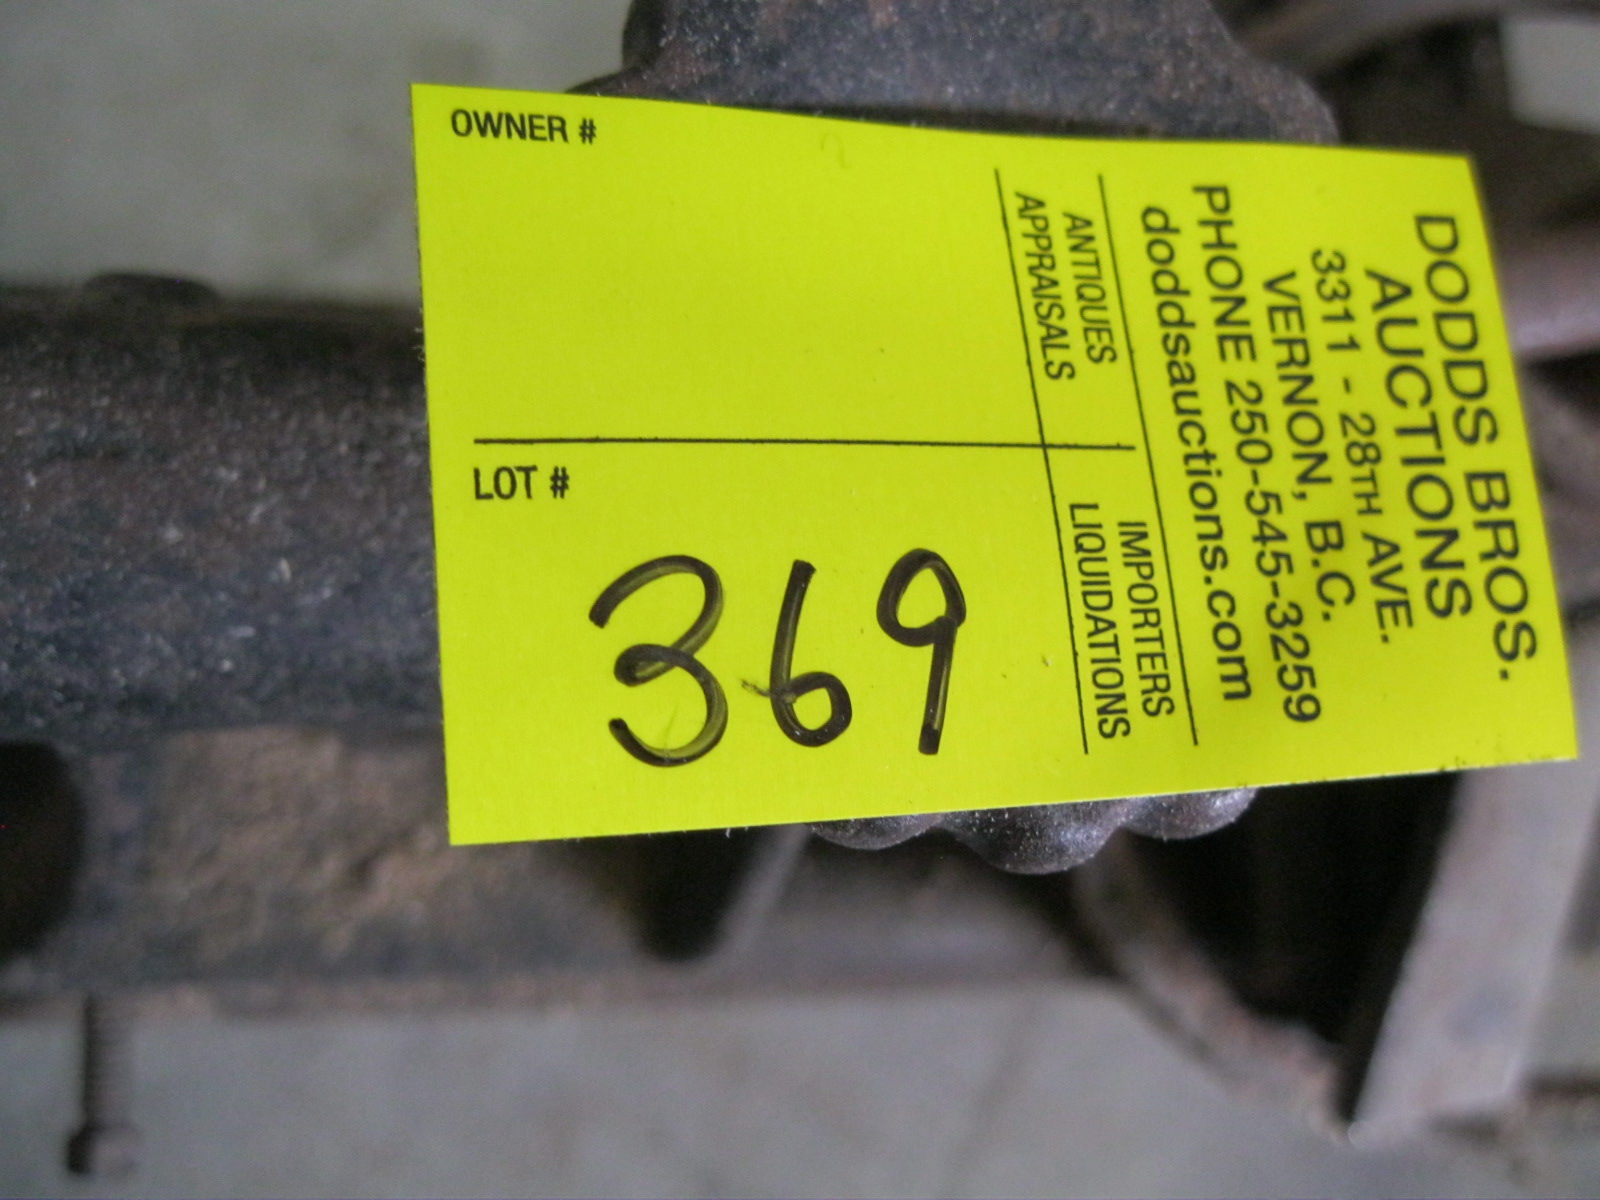 DODDS BROS.
AUCTIONS
3311 - 28TH AVE.
VERNON, B.C.
PHONE 250-545-3259
doddsauctions.com
ANTIQUES
APPRAISALS
IMPORTERS
LIQUIDATIONS
OWNER #
LOT #
369